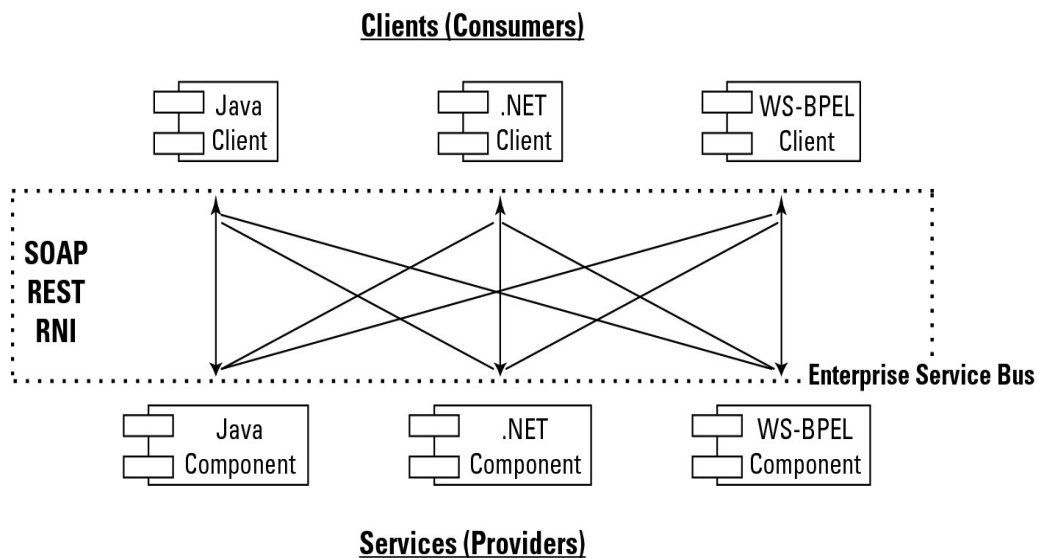 Clients (Consumers)
Java
Client
.NET
Client
WS-BPEL
Client
SOAP
REST
RNI
Enterprise Service Bus
Java
Component
.NET
Component
WS-BPEL
Component
Services (Providers)